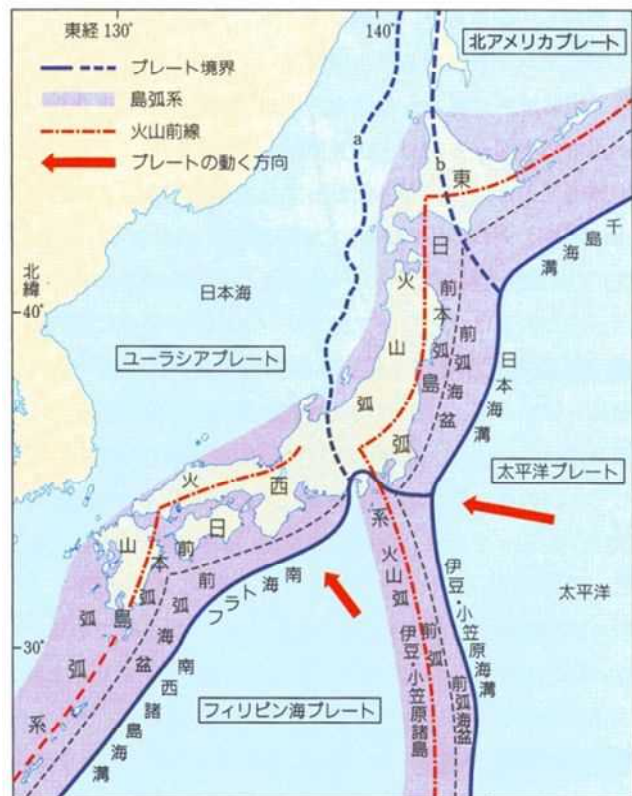 東経 130°
140°
北アメリカプレート
プレート境界
島弧系
火山前線
プレートの動く方向
a
b
北緯
40°
30°
日本海
ユーラシアプレート
千島海溝
日本海溝
太平洋プレート
太平洋
東日本島弧系
火山弧
前弧
前弧海盆
西日本島弧系
火山弧
前弧
前弧海盆
南海トラフ
南西諸島海溝
フィリピン海プレート
火山弧
伊豆・小笠原諸島
前弧
前弧海盆
伊豆・小笠原海溝